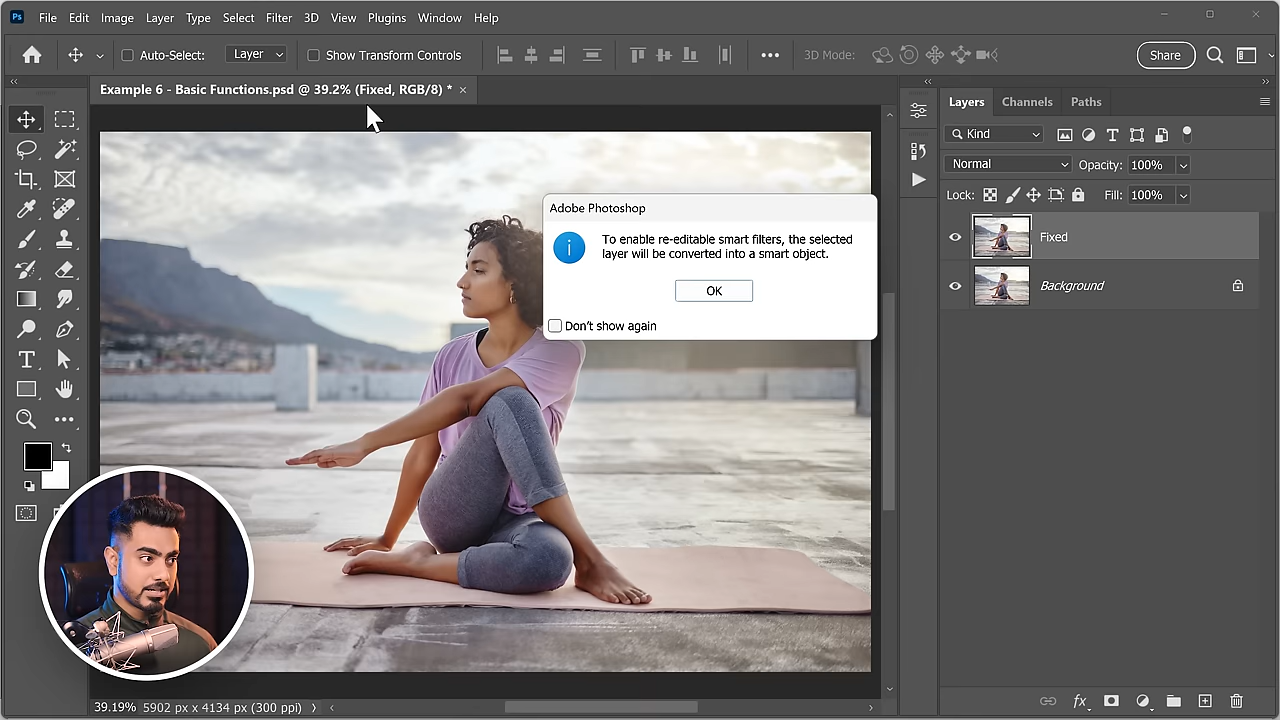 Ps File Edit Image Layer Type Select Filter 3D View Plugins Window Help
Auto-Select: Layer Show Transform Controls 3D Mode: Share
Example 6 - Basic Functions.psd @ 39.2% (Fixed, RGB/8) *
Layers Channels Paths
Kind
Normal Opacity: 100%
Lock: Fill: 100%
Adobe Photoshop
To enable re-editable smart filters, the selected
layer will be converted into a smart object.
OK
Don't show again
Fixed
Background
39.19% 5902 px x 4134 px (300 ppi)